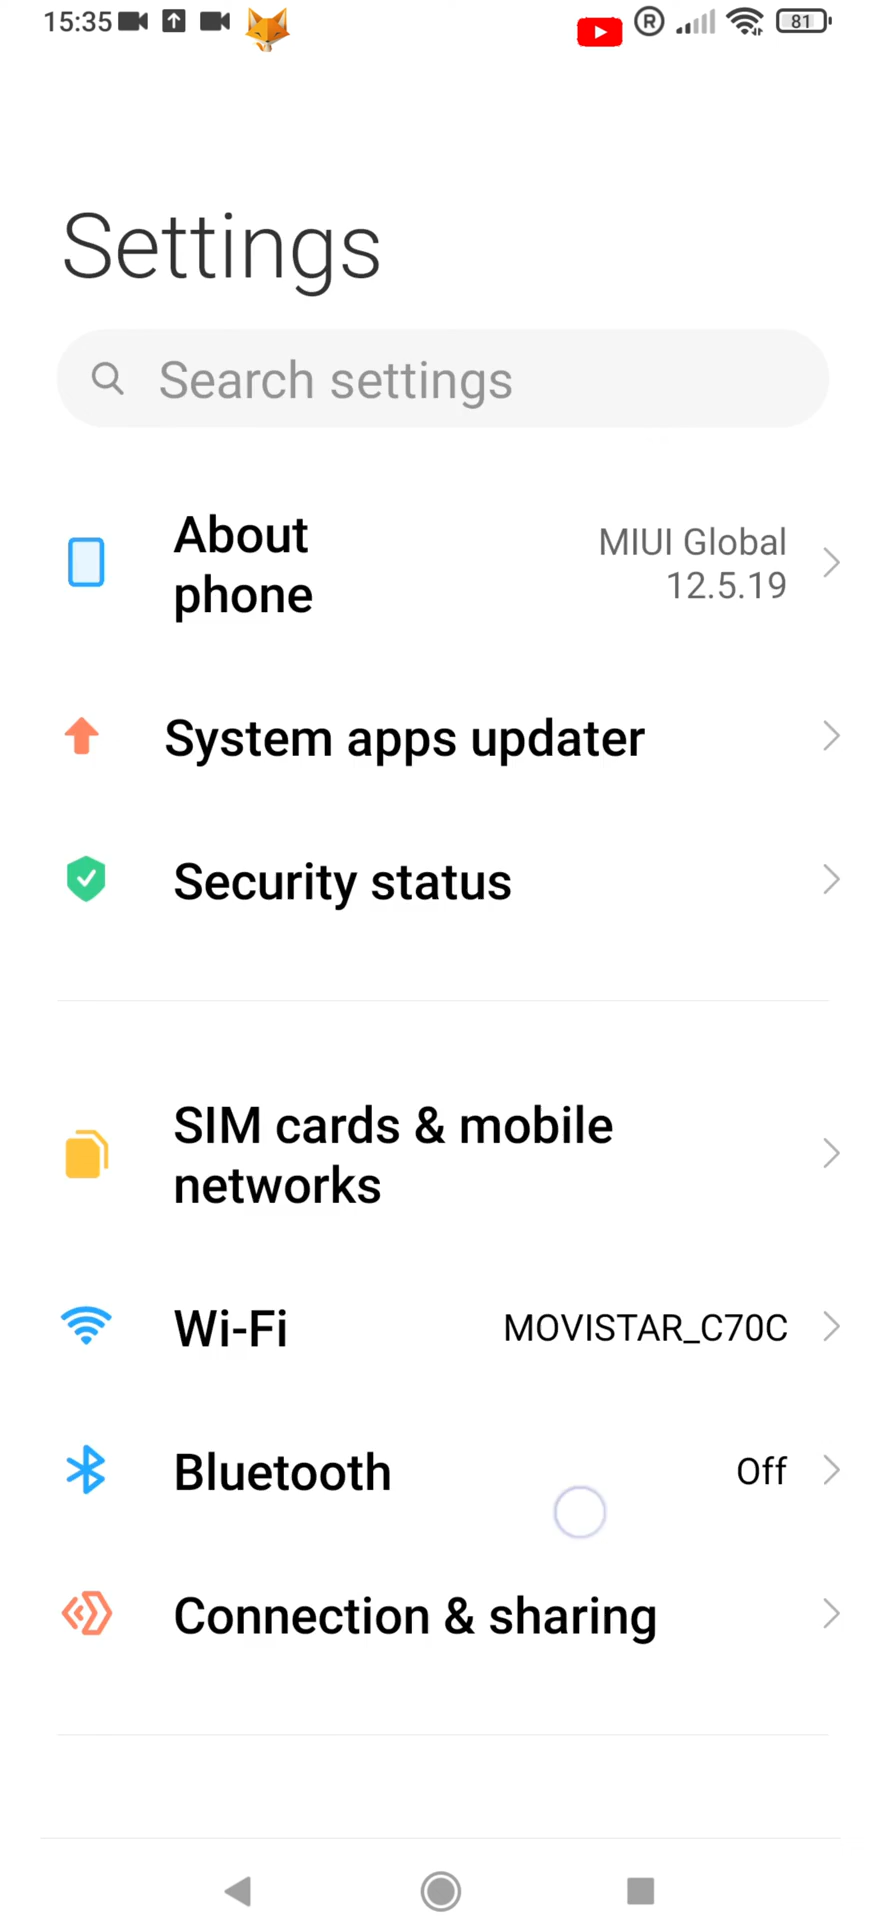 15:35
R
81
Settings
Search settings
About
phone
MIUI Global
12.5.19
System apps updater
Security status
SIM cards & mobile
networks
Wi-Fi
MOVISTAR_C70C
Bluetooth
Off
Connection & sharing